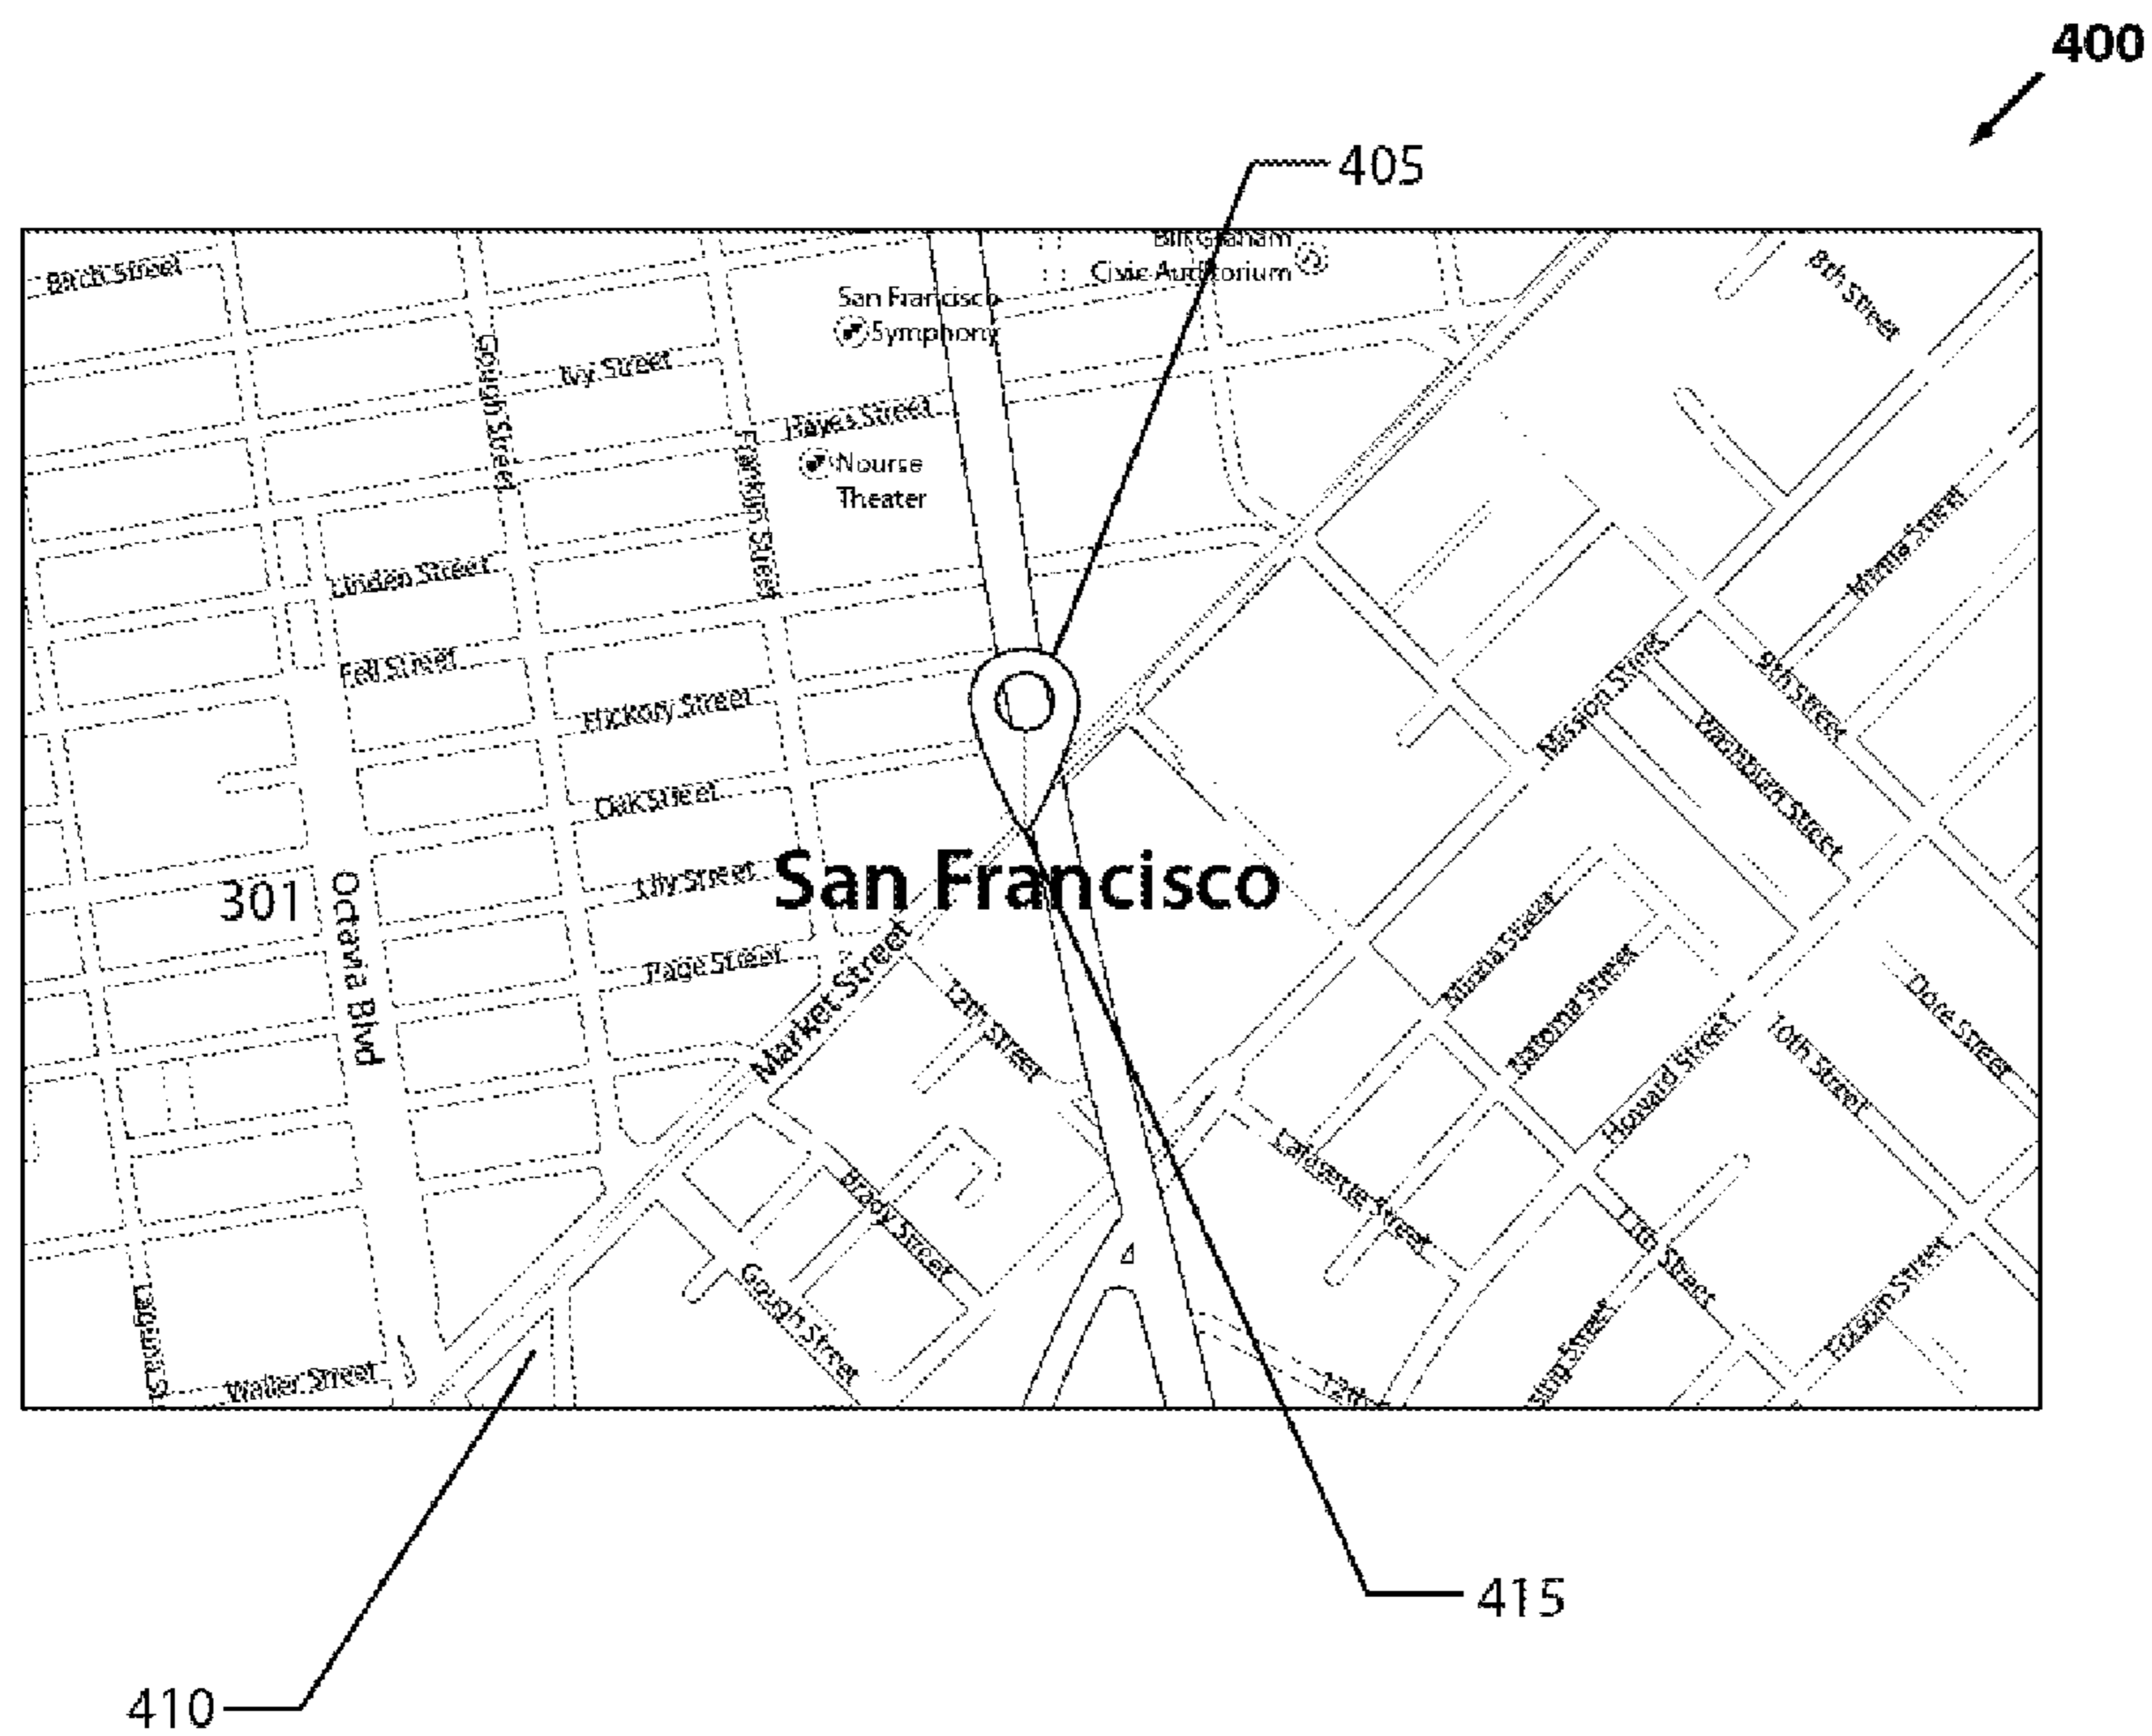 400
405
Bill Graham
Civic Auditorium
8th Street
Birch Street
San Francisco
Symphony
Gough Street
Ivy Street
Hayes Street
Franklin Street
Nourse
Theater
Minna Street
Linden Street
Fell Street
Mission Street
9th Street
Hickory Street
Washburn Street
Oak Street
San Francisco
Lily Street
301
Octavia Blvd
Market Street
Page Street
12th Street
Minna Street
Natoma Street
Dore Street
Howard Street
10th Street
Lafayette Street
Brady Street
11th Street
Gough Street
Folsom Street
Laguna St
Waller Street
12th
415
410